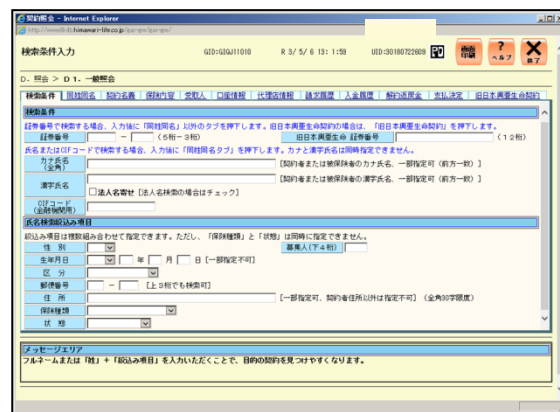 契約照会 - Internet Explorer
検索条件入力 GID:GIGJ11010 R 3/ 5/ 6 13: 1:59 UID:30180722609
ヘルプ 終了
D. 照会 > D 1. 一般照会
検索条件 同姓同名 契約名義 保険内容 受取人 口座情報 代理店情報 請求履歴 入金履歴 解約返戻金 支払決定 旧日本興亜生命契約
検索条件
証券番号で検索する場合、入力後に「同姓同名」以外のタブを押下します。旧日本興亜生命契約の場合は、「旧日本興亜生命契約」を押下します。
証券番号 - (5桁-3桁) 旧日本興亜生命 証券番号 (12桁)
氏名またはCIFコードで検索する場合、入力後に「同姓同名タブ」を押下します。カナと漢字氏名は同時指定できません。
カナ氏名
(全角) [契約者または被保険者のカナ氏名、一部指定可(前方一致)]
漢字氏名 [契約者または被保険者の漢字氏名、一部指定可(前方一致)]
法人名寄せ [法人名検索の場合はチェック]
CIFコード
(金融機関用)
氏名検索絞込み項目
絞込み項目は複数組み合わせて指定できます。ただし、「保険種類」と「状態」は同時に指定できません。
性 別 募集人(下4桁)
生年月日 年 月 日 [一部指定不可]
区 分
郵便番号 - [上3桁でも検索可]
住 所 [一部指定可、契約者住所以外は指定不可] (全角30字限度)
保険種類
状 態
メッセージエリア
フルネームまたは「姓」+「絞込み項目」を入力いただくことで、目的の契約を見つけやすくなります。